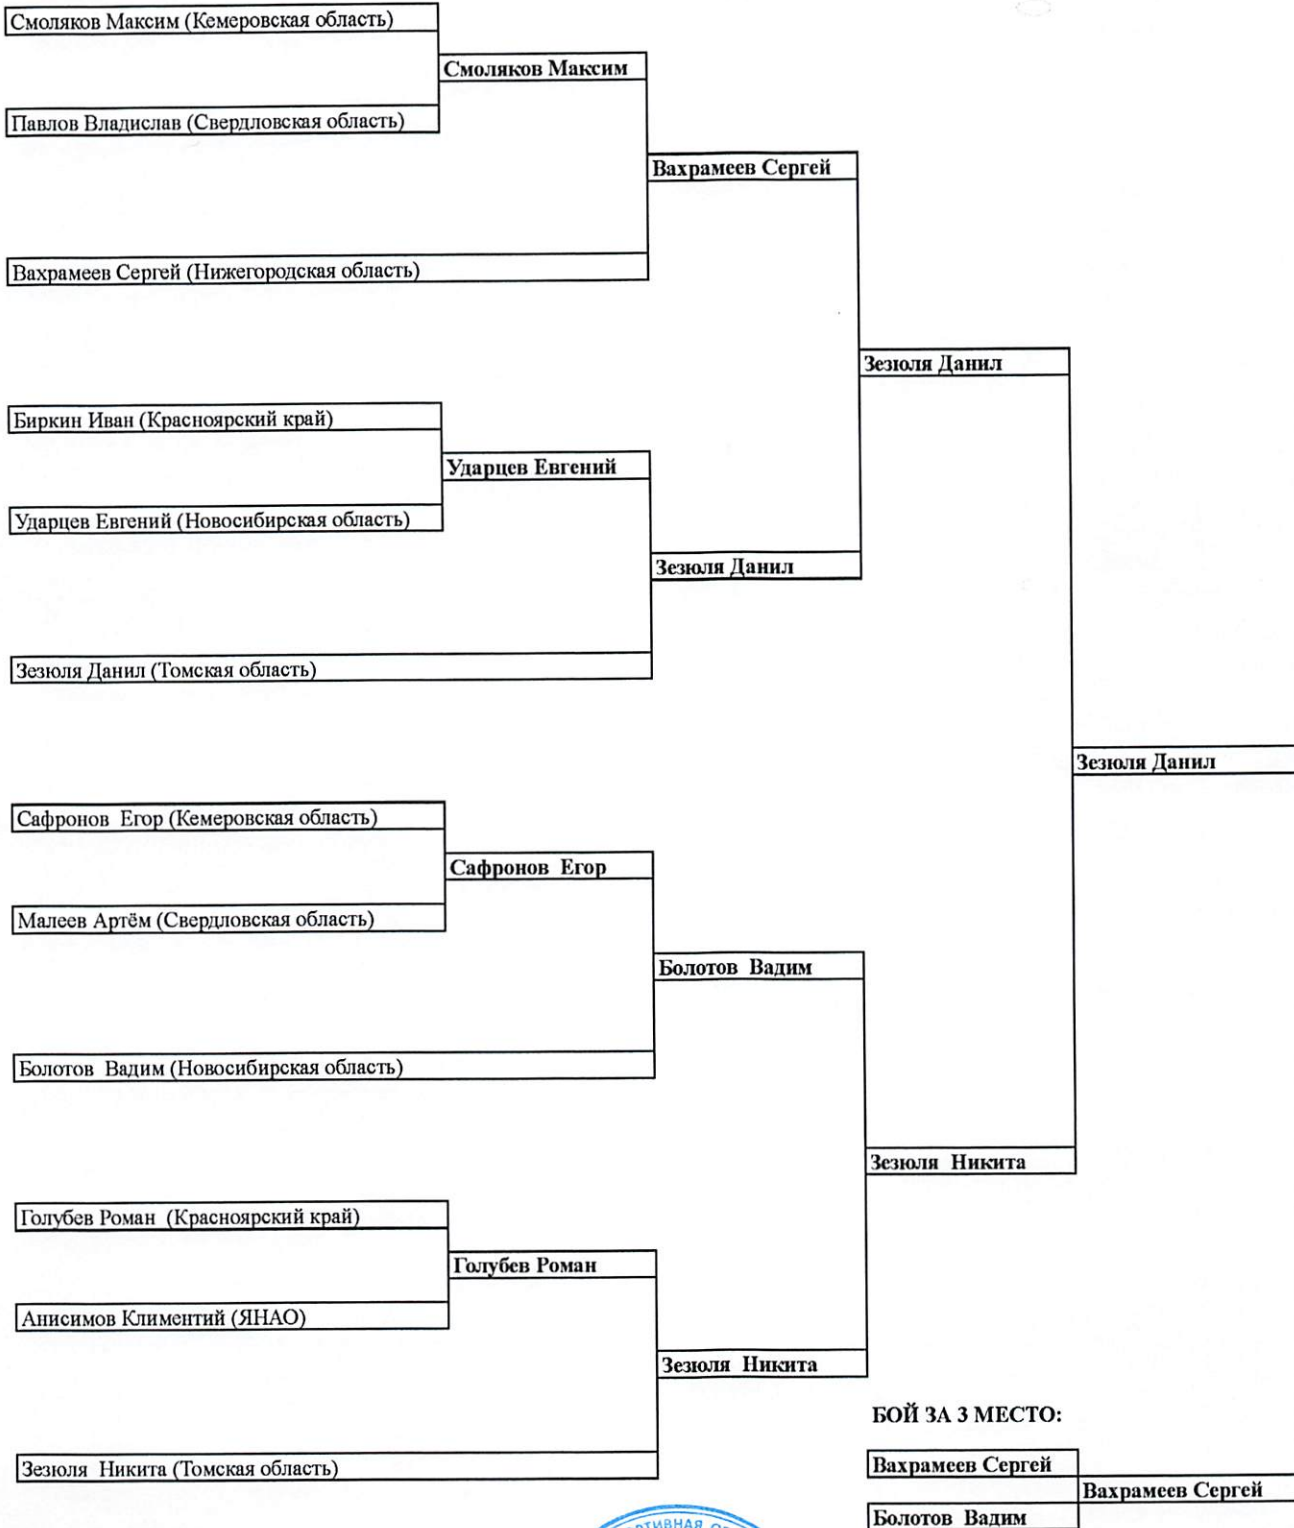 Смоляков Максим (Кемеровская область)
Смоляков Максим
Павлов Владислав (Свердловская область)
Вахрамеев Сергей
Вахрамеев Сергей (Нижегородская область)
Зезюля Данил
Биркин Иван (Красноярский край)
Ударцев Евгений
Ударцев Евгений (Новосибирская область)
Зезюля Данил
Зезюля Данил (Томская область)
Зезюля Данил
Сафронов Егор (Кемеровская область)
Сафронов Егор
Малеев Артём (Свердловская область)
Болотов Вадим
Болотов Вадим (Новосибирская область)
Зезюля Никита
Голубев Роман (Красноярский край)
Голубев Роман
Анисимов Климентий (ЯНАО)
Зезюля Никита
БОЙ ЗА 3 МЕСТО:
Зезюля Никита (Томская область)
Вахрамеев Сергей
Вахрамеев Сергей
Болотов Вадим